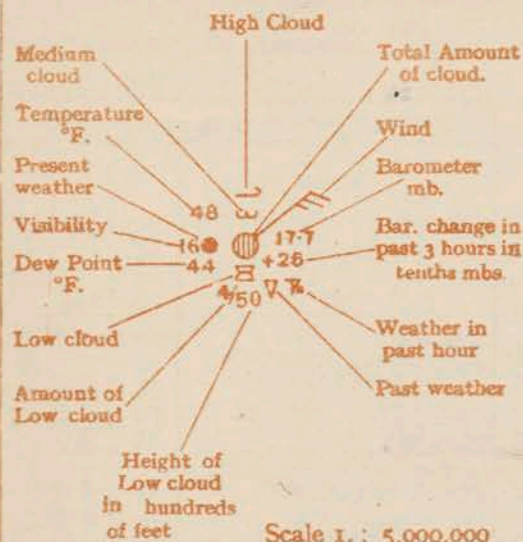 High Cloud
Medium
cloud
Total Amount
of cloud.
Temperature
°F.
Wind
Present
weather
Barometer
mb.
48
Visibility
16
17.7
Bar. change in
past 3 hours in
tenths mbs.
Dew Point
°F.
44
+28
Low cloud
4/50
Weather in
past hour
Amount of
Low cloud
Past weather
Height of
Low cloud
in hundreds
of feet
Scale 1. : 5,000,000